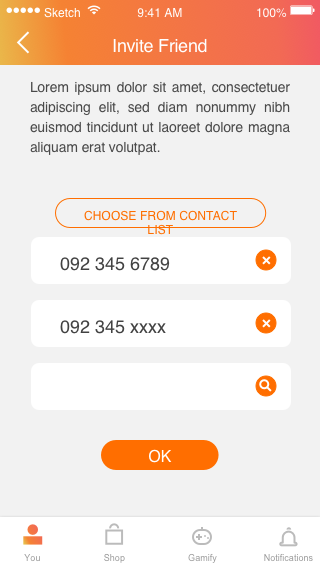 Sketch 9:41 AM 100%
Invite Friend
Lorem ipsum dolor sit amet, consectetuer
adipiscing elit, sed diam nonummy nibh
euismod tincidunt ut laoreet dolore magna
aliquam erat volutpat.
CHOOSE FROM CONTACT
LIST
092 345 6789
092 345 xxxx
OK
You Shop Gamify Notifications